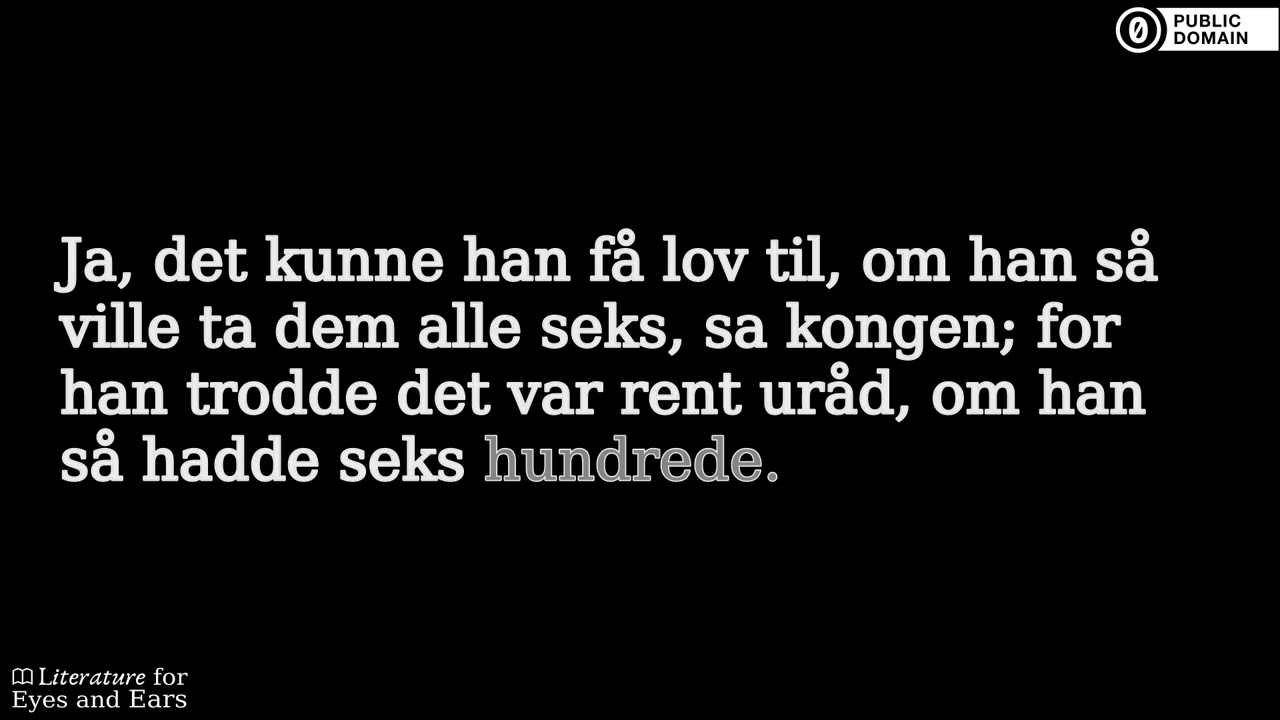 PUBLIC
DOMAIN
Ja, det kunne han få lov til, om han så
ville ta dem alle seks, sa kongen; for
han trodde det var rent uråd, om han
så hadde seks hundrede.
Literature for
Eyes and Ears